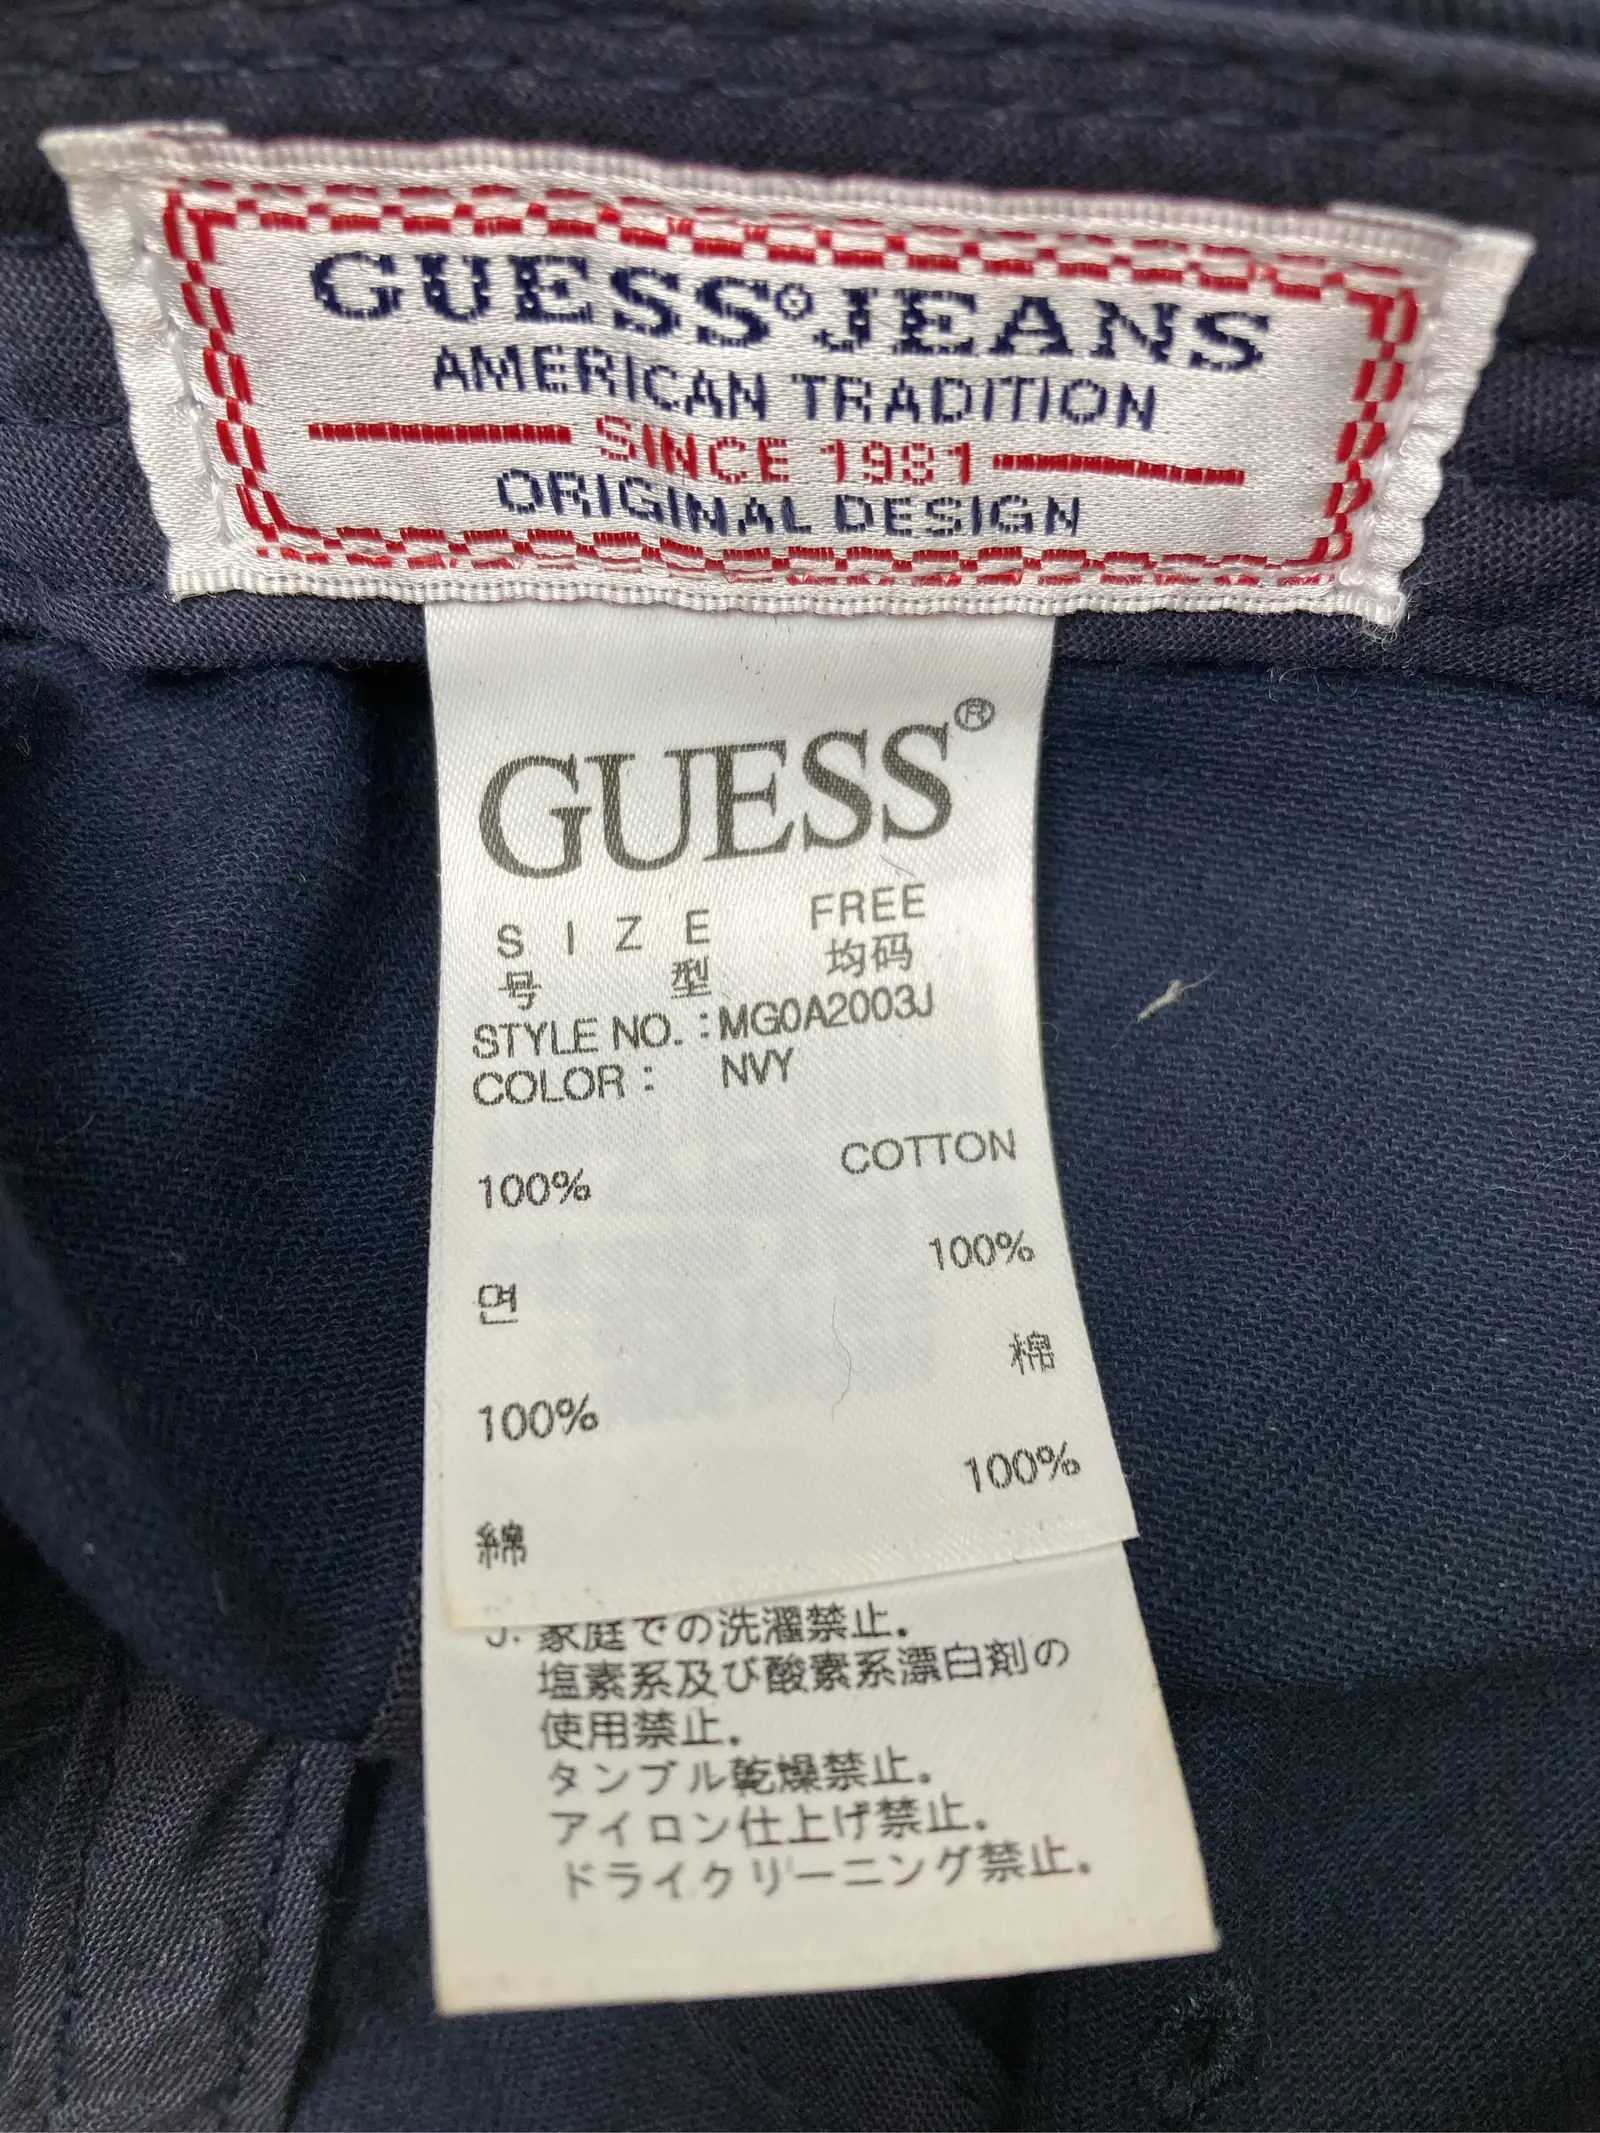 GUESS® JEANS
AMERICAN TRADITION
SINCE 1981
ORIGINAL DESIGN
GUESS®
SIZE FREE
号型 均码
STYLE NO. : MG0A2003J
COLOR : NVY
COTTON
100%
100%
면
棉
100%
100%
綿
J. 家庭での洗濯禁止.
塩素系及び酸素系漂白剤の
使用禁止.
タンブル乾燥禁止.
アイロン仕上げ禁止.
ドライクリーニング禁止.